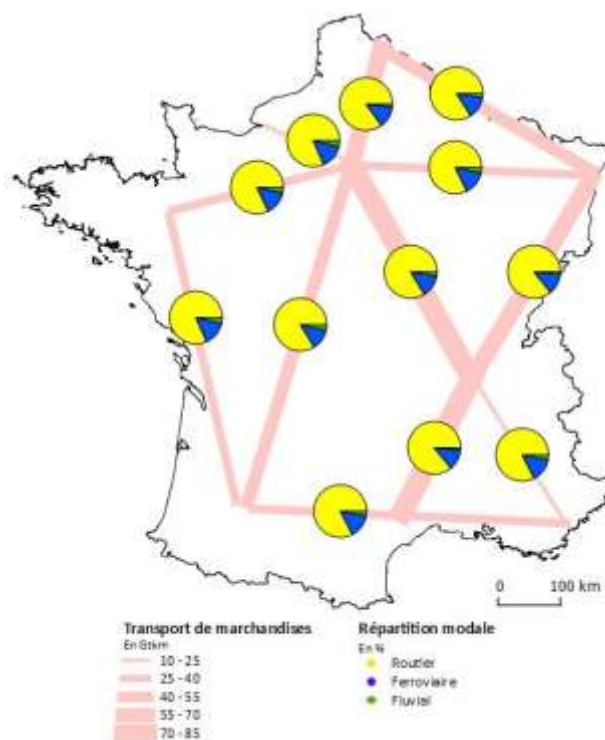 0 100 km
Transport de marchandises
En Gtkm
10 - 25
25 - 40
40 - 55
55 - 70
70 - 85
Répartition modale
En %
Routier
Ferroviaire
Fluvial